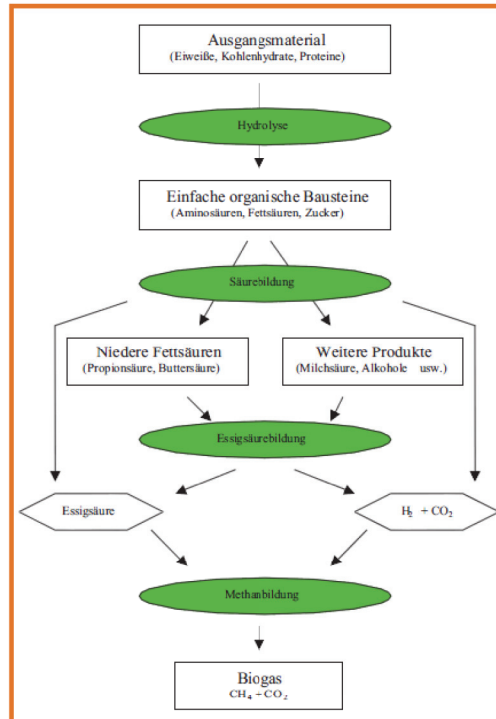 Ausgangsmaterial
(Eiweiße, Kohlenhydrate, Proteine)
Hydrolyse
Einfache organische Bausteine
(Aminosäuren, Fettsäuren, Zucker)
Säurebildung
Niedere Fettsäuren
(Propionsäure, Buttersäure)
Weitere Produkte
(Milchsäure, Alkohole usw.)
Essigsäurebildung
Essigsäure
H₂ + CO₂
Methanbildung
Biogas
CH₄ + CO₂